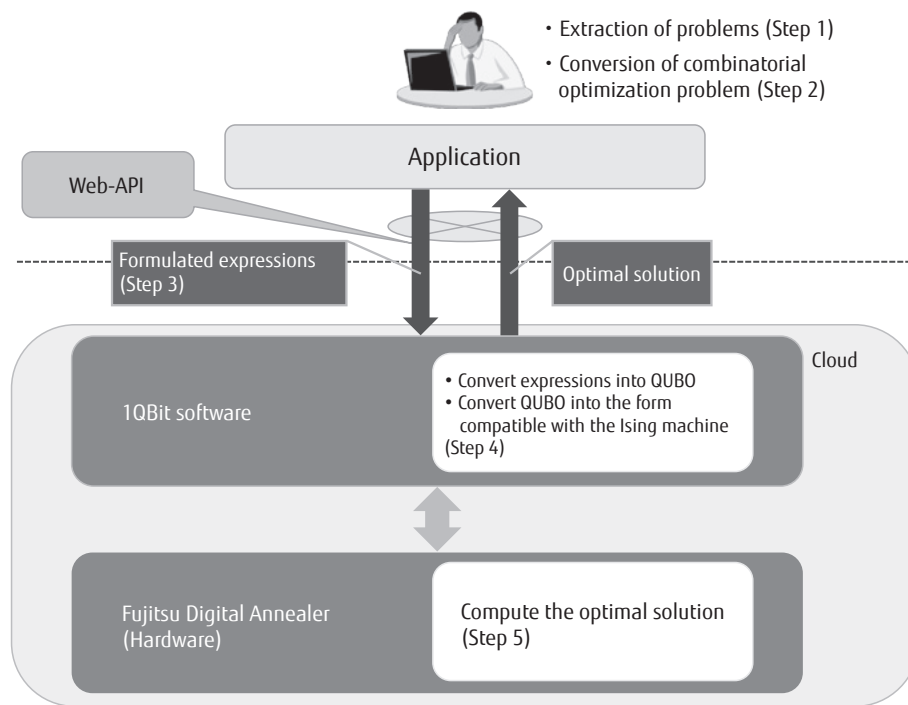 • Extraction of problems (Step 1)
• Conversion of combinatorial
optimization problem (Step 2)
Application
Web-API
Formulated expressions
(Step 3)
Optimal solution
Cloud
1QBit software
• Convert expressions into QUBO
• Convert QUBO into the form
compatible with the Ising machine
(Step 4)
Fujitsu Digital Annealer
(Hardware)
Compute the optimal solution
(Step 5)